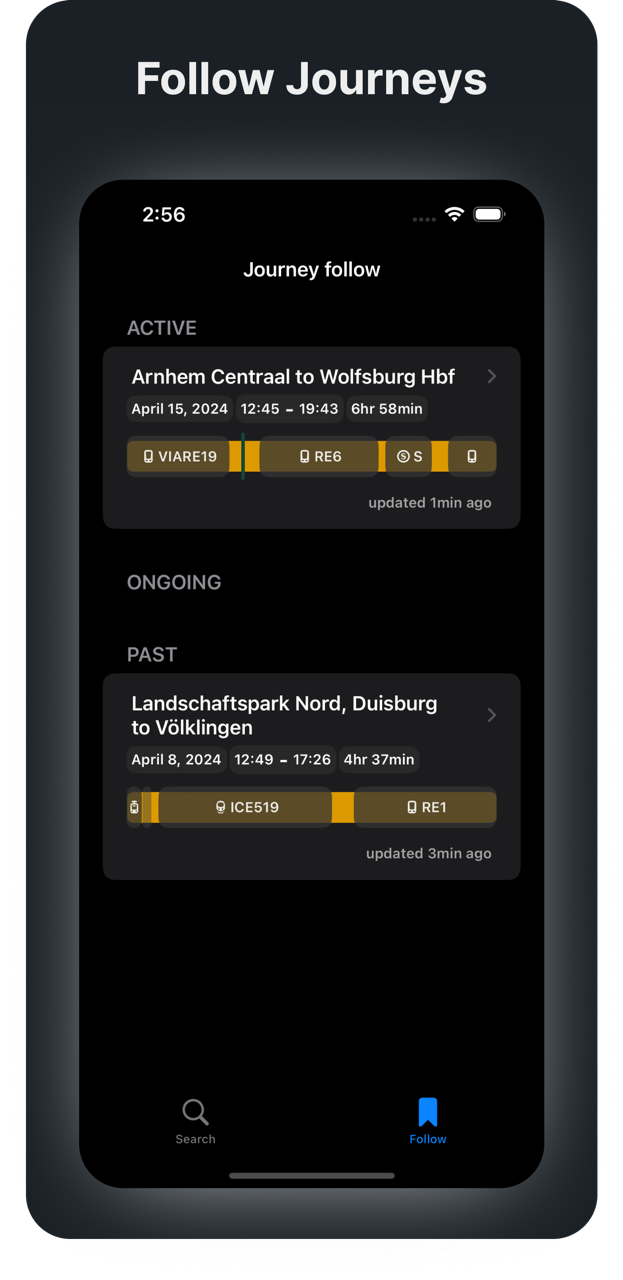 Follow Journeys
2:56
Journey follow
ACTIVE
Arnhem Centraal to Wolfsburg Hbf
April 15, 2024 12:45 - 19:43 6hr 58min
VIARE19 RE6 S S
updated 1min ago
ONGOING
PAST
Landschaftspark Nord, Duisburg
to Völklingen
April 8, 2024 12:49 - 17:26 4hr 37min
ICE519 RE1
updated 3min ago
Search Follow